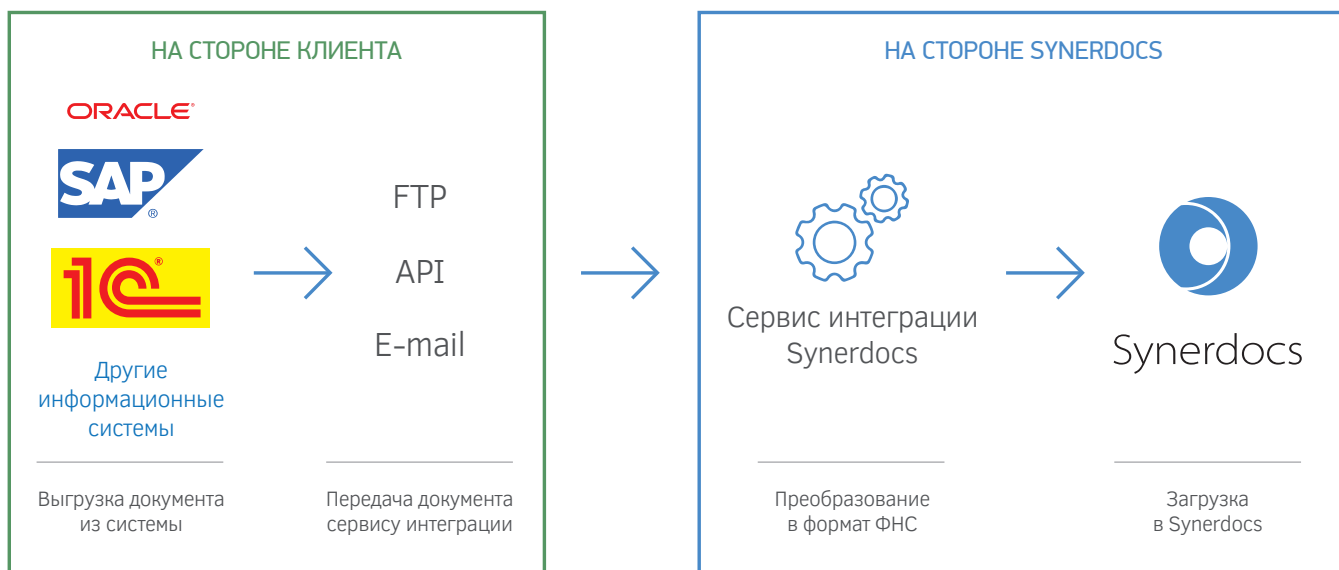 НА СТОРОНЕ КЛИЕНТА
ORACLE®
SAP®
1С®
Другие
информационные
системы
Выгрузка документа
из системы
FTP
API
E-mail
Передача документа
сервису интеграции
НА СТОРОНЕ SYNERDOCS
Сервис интеграции
Synerdocs
Преобразование
в формат ФНС
Synerdocs
Загрузка
в Synerdocs